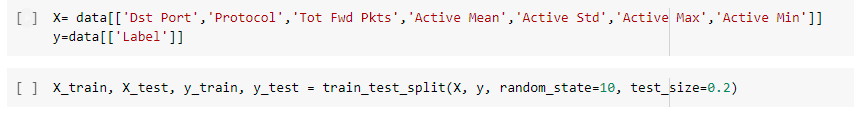 [ ] X= data[['Dst Port','Protocol','Tot Fwd Pkts','Active Mean','Active Std','Active Max','Active Min']]
y=data[['Label']]
[ ] X_train, X_test, y_train, y_test = train_test_split(X, y, random_state=10, test_size=0.2)